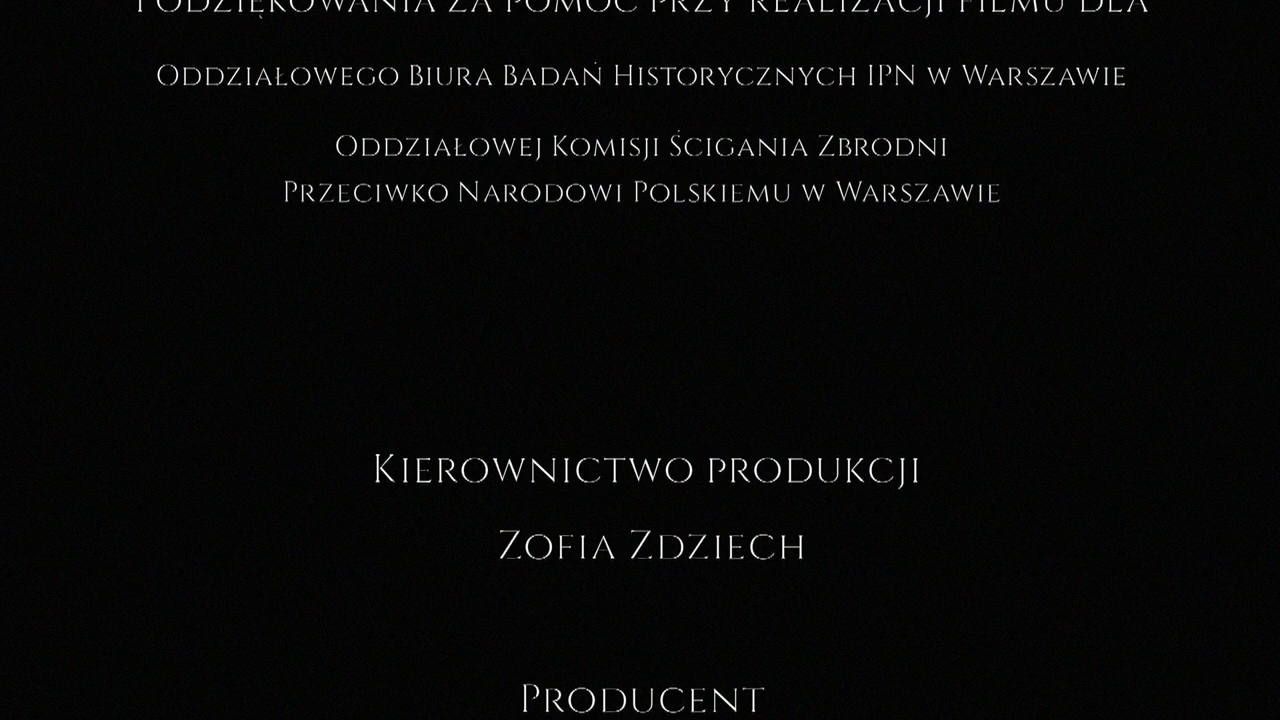 Podziękowania za pomoc przy realizacji filmu dla
Oddziałowego Biura Badań Historycznych IPN w Warszawie
Oddziałowej Komisji Ścigania Zbrodni
Przeciwko Narodowi Polskiemu w Warszawie
Kierownictwo produkcji
Zofia Zdziech
Producent